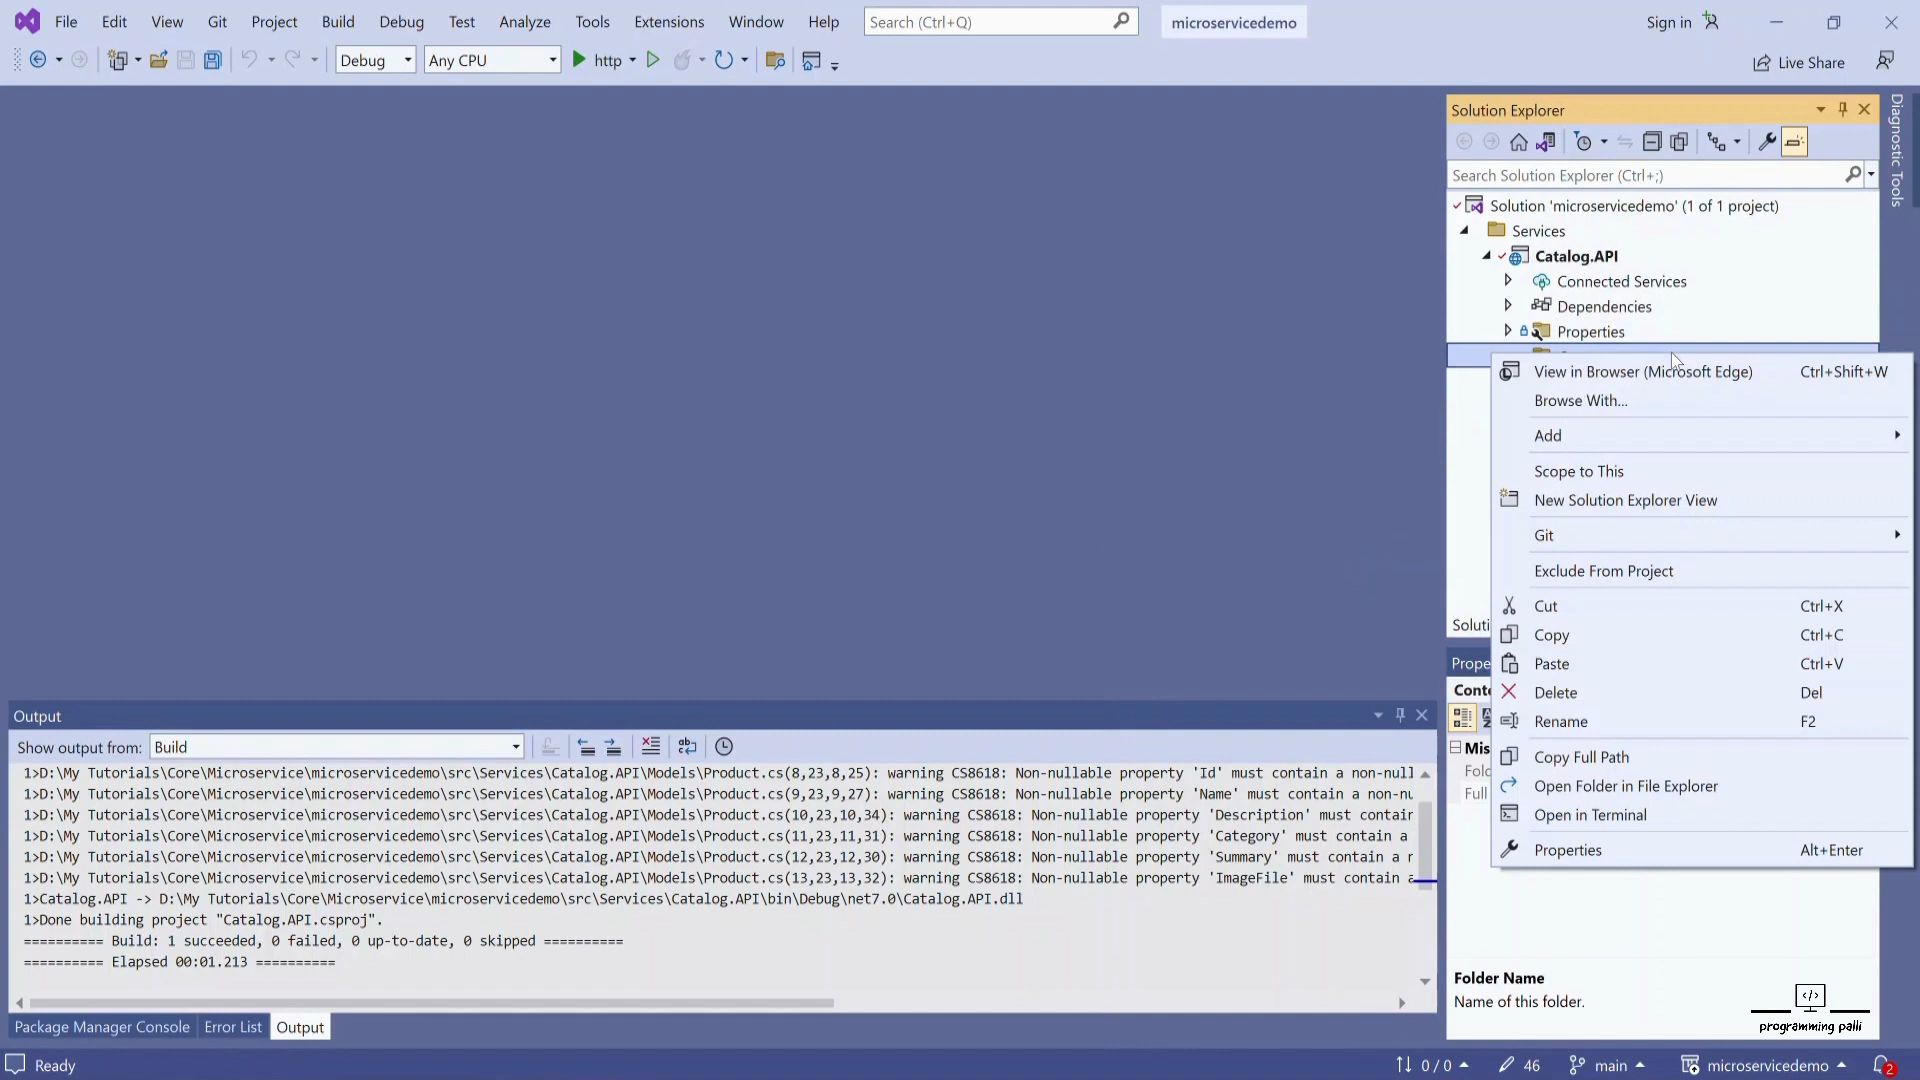 File Edit View Git Project Build Debug Test Analyze Tools Extensions Window Help Search (Ctrl+Q) microservicedemo Sign in
Debug Any CPU http Live Share
Solution Explorer
Diagnostic Tools
Search Solution Explorer (Ctrl+;)
Solution 'microservicedemo' (1 of 1 project)
Services
Catalog.API
Connected Services
Dependencies
Properties
View in Browser (Microsoft Edge) Ctrl+Shift+W
Browse With...
Add
Scope to This
New Solution Explorer View
Git
Exclude From Project
Cut Ctrl+X
Copy Ctrl+C
Paste Ctrl+V
Delete Del
Rename F2
Copy Full Path
Open Folder in File Explorer
Open in Terminal
Properties Alt+Enter
Soluti
Prope
Conte
Mis
Fold
Full
Folder Name
Name of this folder.
</>
programming palli
Output
Show output from: Build
1>D:\My Tutorials\Core\Microservice\microservicedemo\src\Services\Catalog.API\Models\Product.cs(8,23,8,25): warning CS8618: Non-nullable property 'Id' must contain a non-null
1>D:\My Tutorials\Core\Microservice\microservicedemo\src\Services\Catalog.API\Models\Product.cs(9,23,9,27): warning CS8618: Non-nullable property 'Name' must contain a non-nu
1>D:\My Tutorials\Core\Microservice\microservicedemo\src\Services\Catalog.API\Models\Product.cs(10,23,10,34): warning CS8618: Non-nullable property 'Description' must contain
1>D:\My Tutorials\Core\Microservice\microservicedemo\src\Services\Catalog.API\Models\Product.cs(11,23,11,31): warning CS8618: Non-nullable property 'Category' must contain a
1>D:\My Tutorials\Core\Microservice\microservicedemo\src\Services\Catalog.API\Models\Product.cs(12,23,12,30): warning CS8618: Non-nullable property 'Summary' must contain a n
1>D:\My Tutorials\Core\Microservice\microservicedemo\src\Services\Catalog.API\Models\Product.cs(13,23,13,32): warning CS8618: Non-nullable property 'ImageFile' must contain a
1>Catalog.API -> D:\My Tutorials\Core\Microservice\microservicedemo\src\Services\Catalog.API\bin\Debug\net7.0\Catalog.API.dll
1>Done building project "Catalog.API.csproj".
========== Build: 1 succeeded, 0 failed, 0 up-to-date, 0 skipped ==========
========== Elapsed 00:01.213 ==========
Package Manager Console Error List Output
Ready 0 / 0 46 main microservicedemo 2